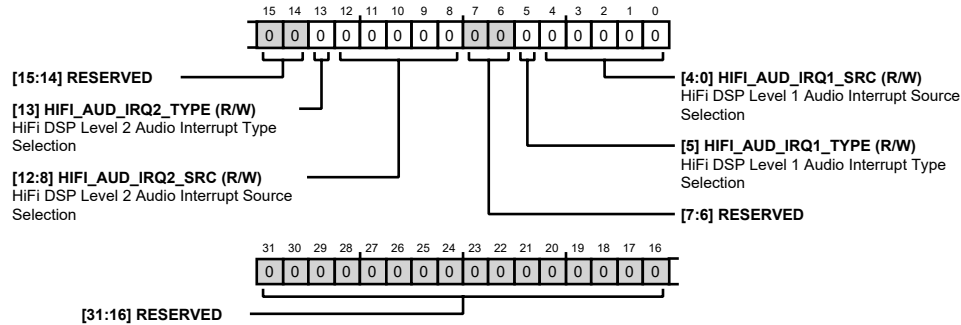 15 14 13 12 11 10 9 8 7 6 5 4 3 2 1 0
0 0 0 0 0 0 0 0 0 0 0 0 0 0 0 0
[15:14] RESERVED
[13] HIFI_AUD_IRQ2_TYPE (R/W)
HiFi DSP Level 2 Audio Interrupt Type
Selection
[12:8] HIFI_AUD_IRQ2_SRC (R/W)
HiFi DSP Level 2 Audio Interrupt Source
Selection
[4:0] HIFI_AUD_IRQ1_SRC (R/W)
HiFi DSP Level 1 Audio Interrupt Source
Selection
[5] HIFI_AUD_IRQ1_TYPE (R/W)
HiFi DSP Level 1 Audio Interrupt Type
Selection
[7:6] RESERVED
31 30 29 28 27 26 25 24 23 22 21 20 19 18 17 16
0 0 0 0 0 0 0 0 0 0 0 0 0 0 0 0
[31:16] RESERVED